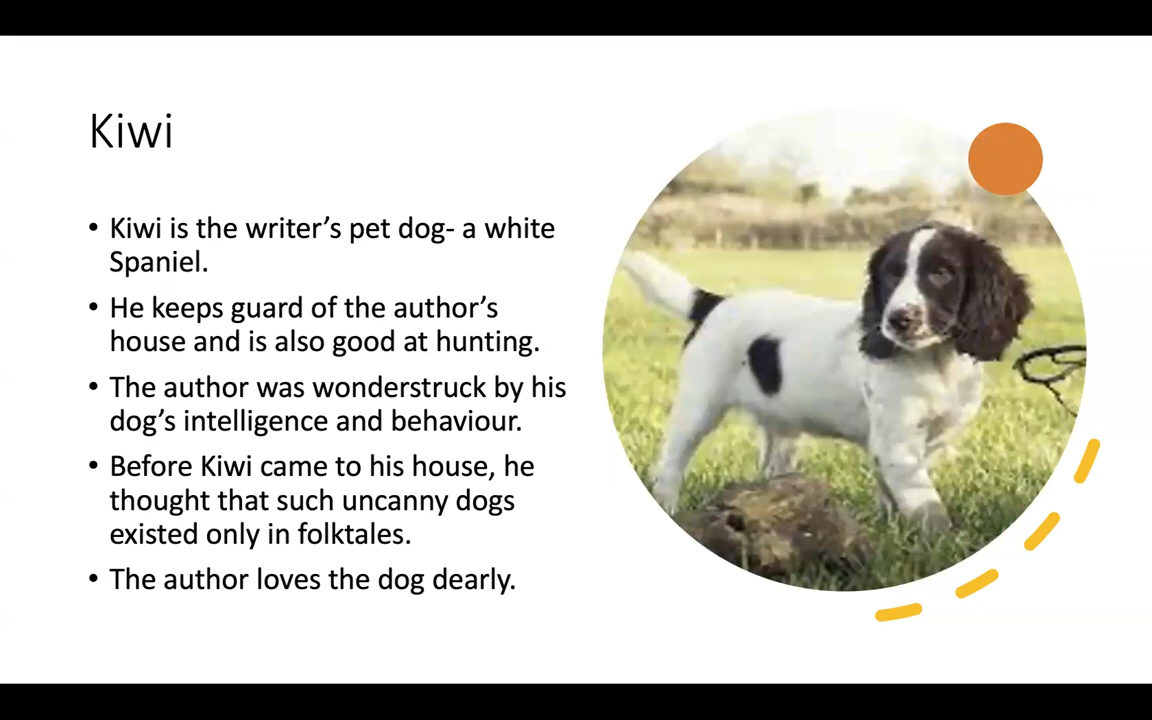 Kiwi
• Kiwi is the writer’s pet dog- a white
Spaniel.
• He keeps guard of the author’s
house and is also good at hunting.
• The author was wonderstruck by his
dog’s intelligence and behaviour.
• Before Kiwi came to his house, he
thought that such uncanny dogs
existed only in folktales.
• The author loves the dog dearly.